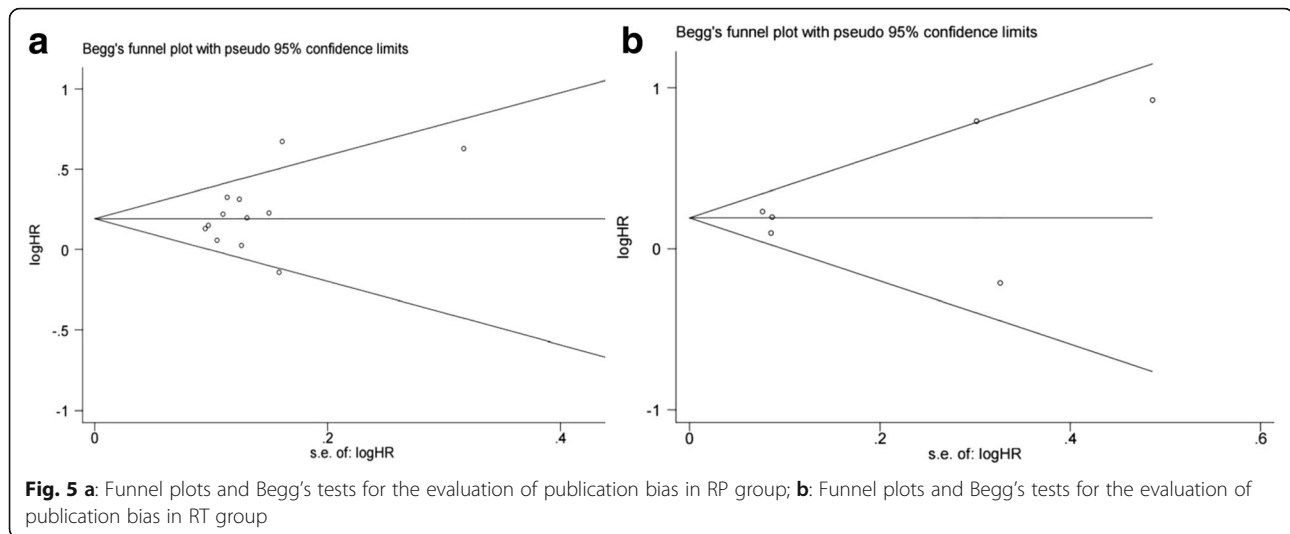 a
Begg's funnel plot with pseudo 95% confidence limits
1
.5
0
-.5
-1
logHR
0
.2
.4
s.e. of: logHR
b
Begg's funnel plot with pseudo 95% confidence limits
1
0
-1
logHR
0
.2
.4
.6
s.e. of: logHR
Fig. 5 a: Funnel plots and Begg's tests for the evaluation of publication bias in RP group; b: Funnel plots and Begg's tests for the evaluation of
publication bias in RT group